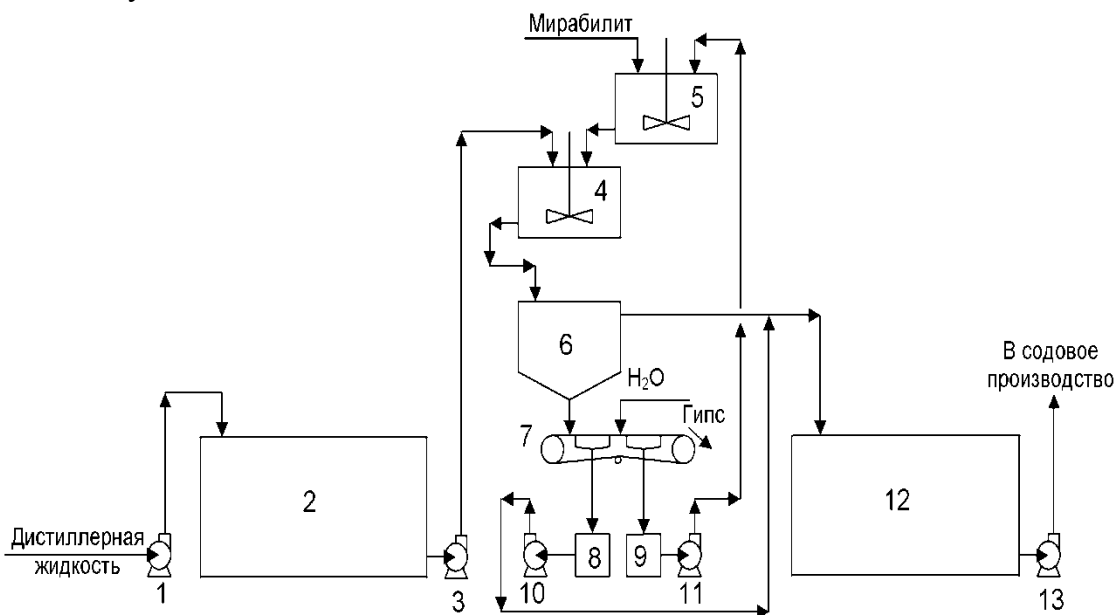 Мирабилит
5
4
6
H₂O
Гипс
7
В содовое
производство
2
12
Дистиллерная
жидкость
8
9
1
3
10
11
13